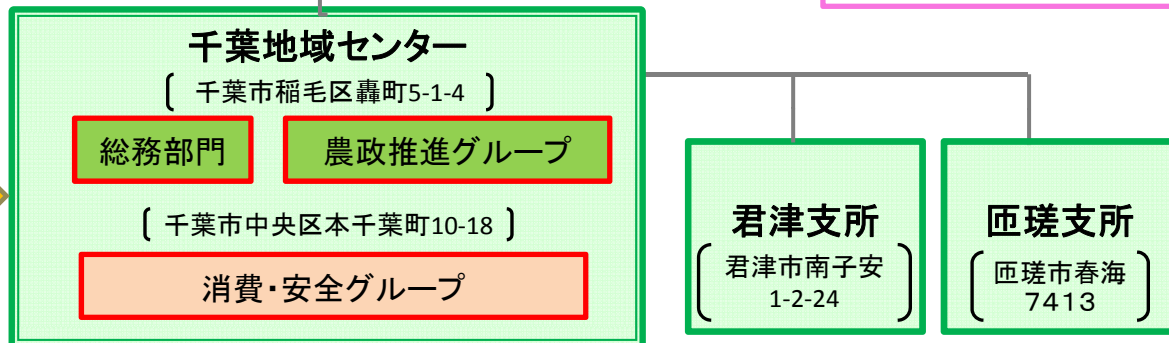 千葉地域センター
〔 千葉市稲毛区轟町5-1-4 〕
総務部門
農政推進グループ
〔 千葉市中央区本千葉町10-18 〕
消費・安全グループ
君津支所
君津市南子安
1-2-24
匝瑳支所
匝瑳市春海
７４１３